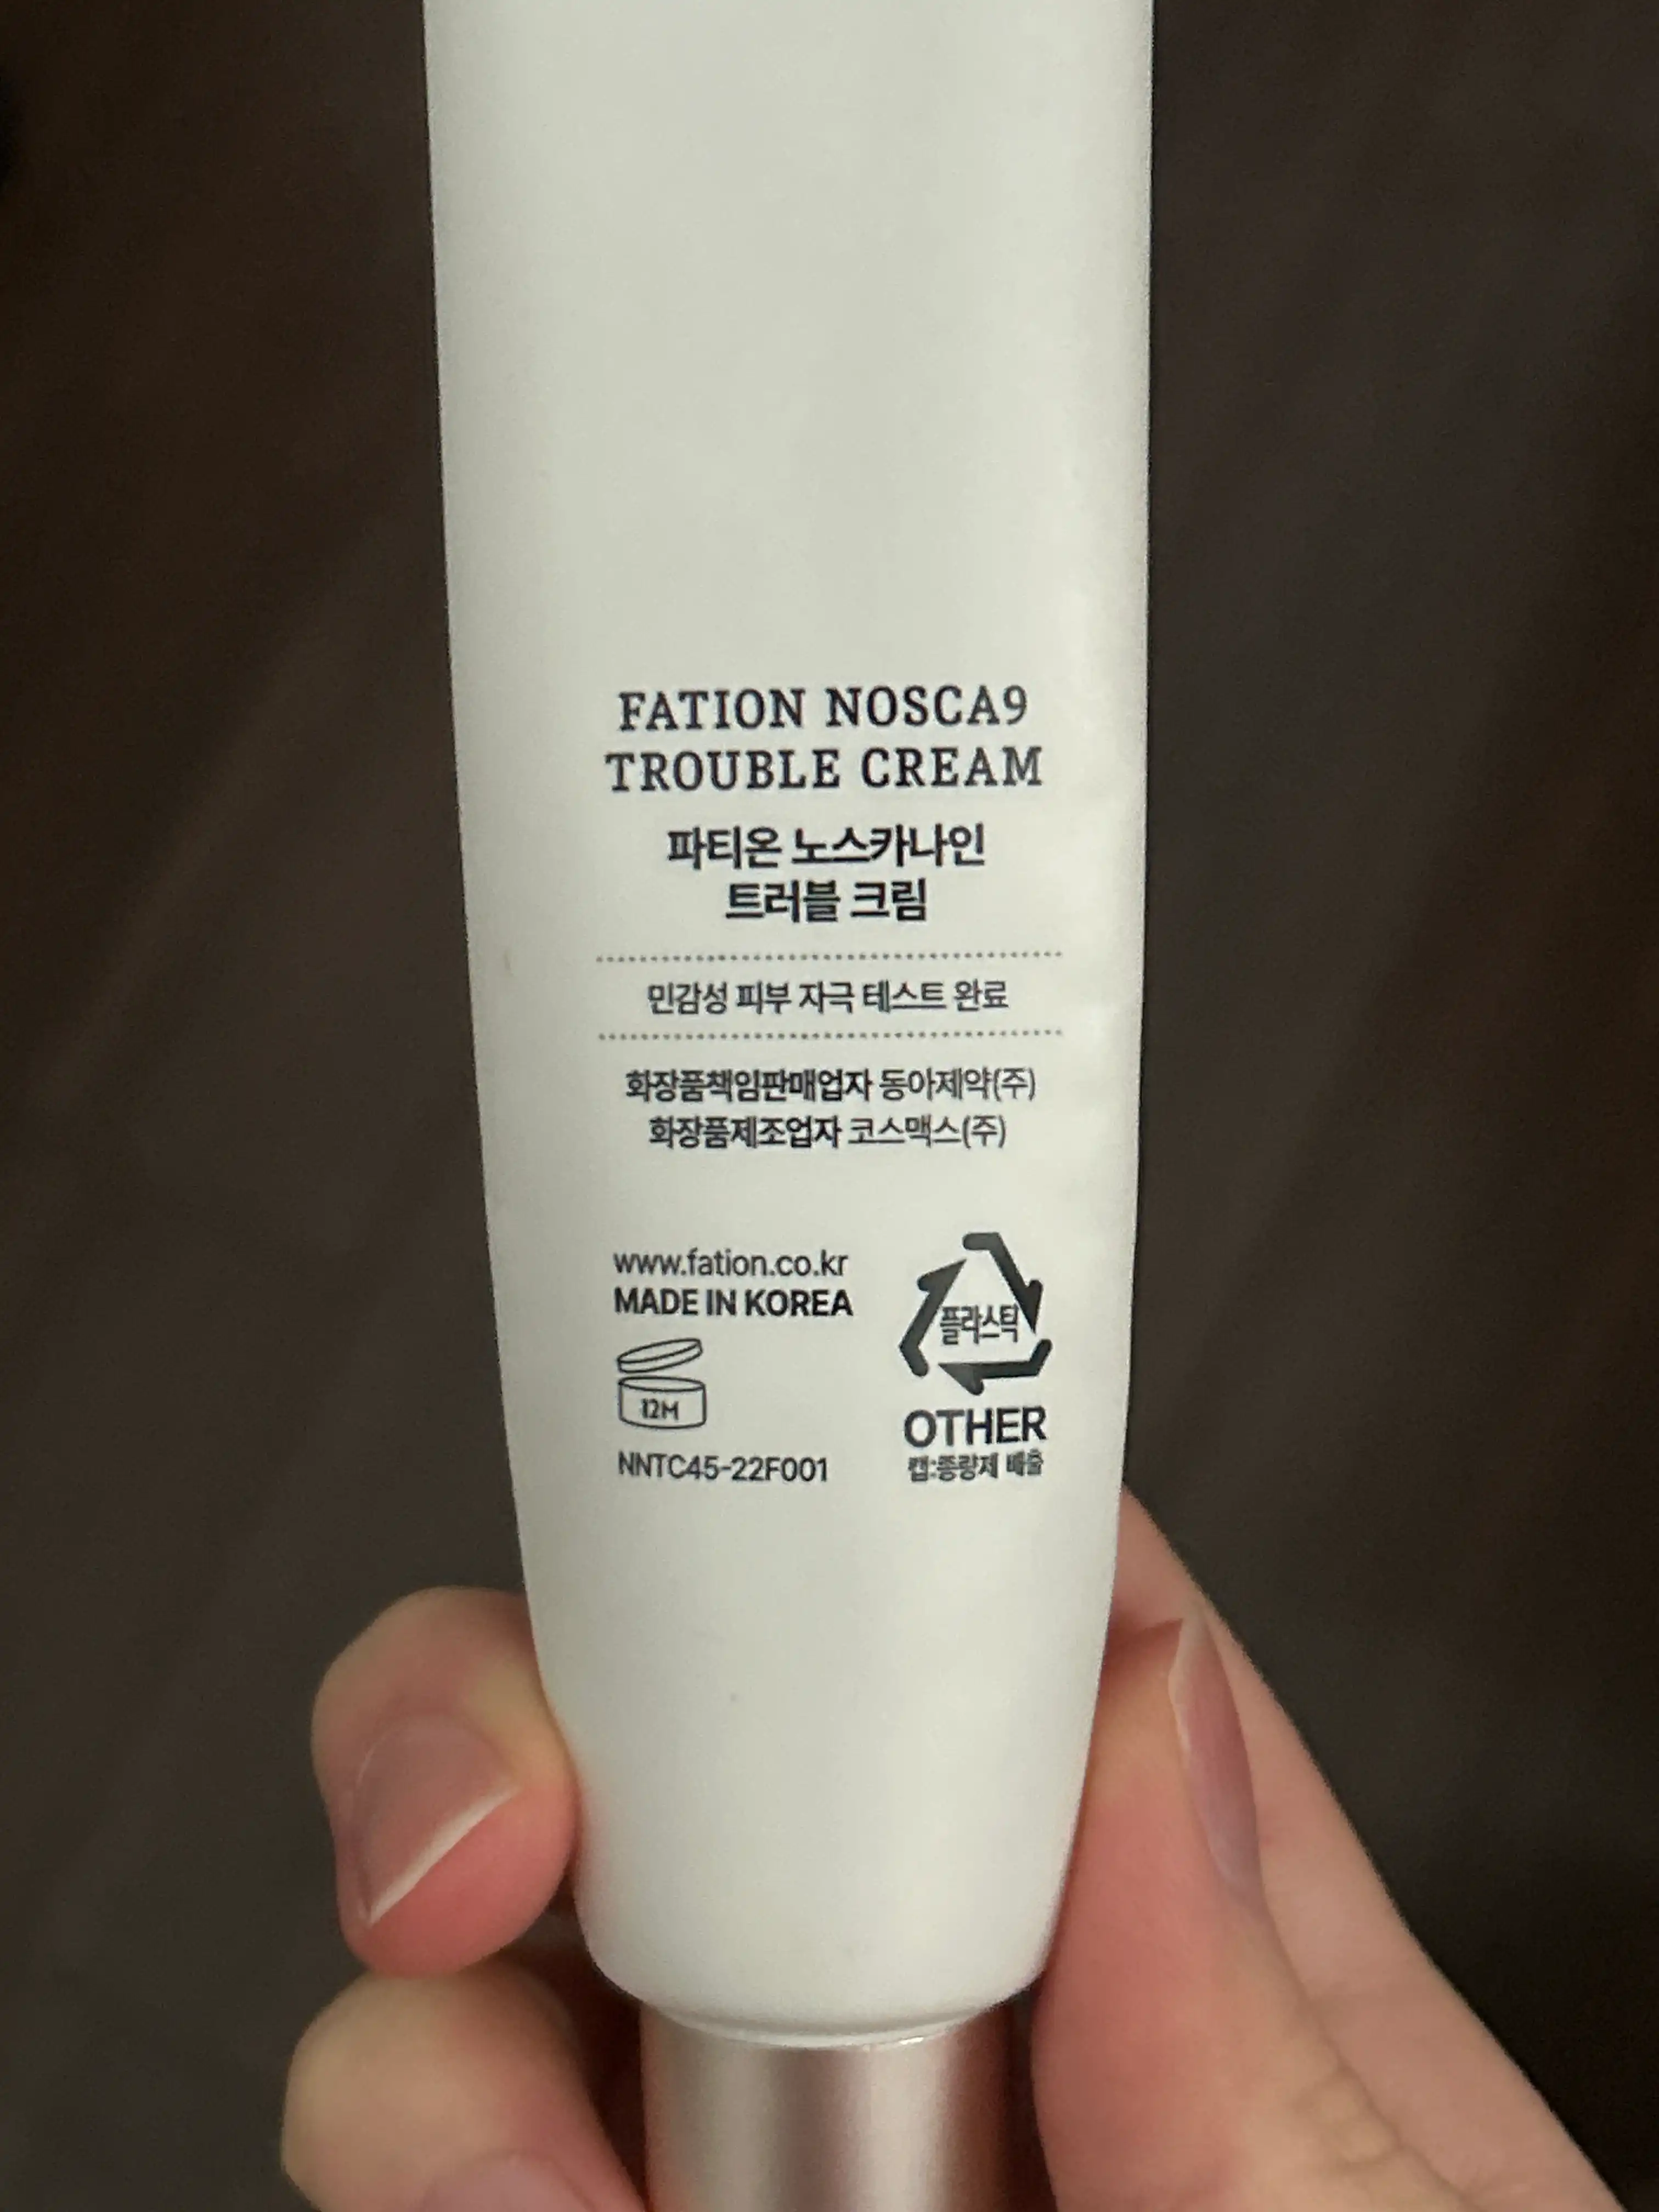 FATION NOSCA9
TROUBLE CREAM
파티온 노스카나인
트러블 크림
민감성 피부 자극 테스트 완료
화장품책임판매업자 동아제약(주)
화장품제조업자 코스맥스(주)
www.fation.co.kr
MADE IN KOREA
12M
NNTC45-22F001
플라스틱
OTHER
캡:종량제 배출